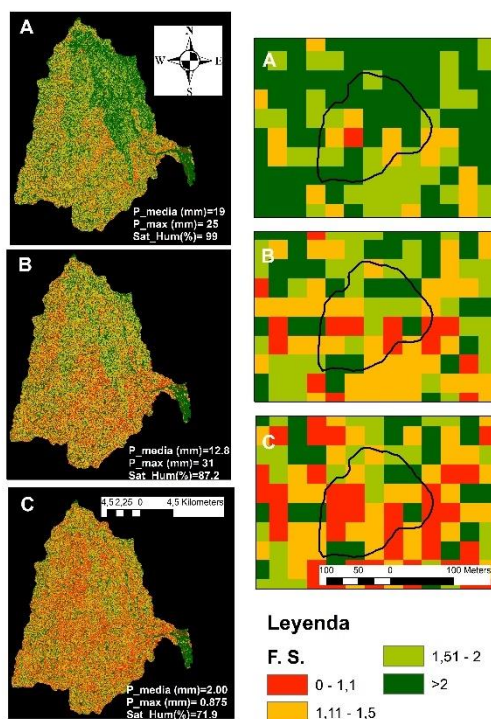 A
N
W E
S
P_media (mm)=19
P_max (mm)= 25
Sat_Hum(%)= 99
B
P_media (mm)=12.8
P_max (mm)= 31
Sat_Hum(%)=87.2
C
4,5 2,25 0 4,5 Kilometers
P_media (mm)=2.00
P_max (mm)= 0.875
Sat_Hum(%)=71.9
A
B
C
100 50 0 100 Meters
Leyenda
F. S.
0 - 1,1
1,11 - 1,5
1,51 - 2
>2